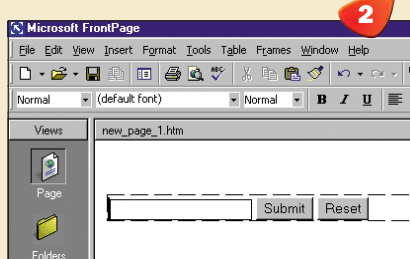 2
Microsoft FrontPage
File Edit View Insert Format Tools Table Frames Window Help
Normal (default font) Normal B I U
Views new_page_1.htm
Page
Submit Reset
Folders